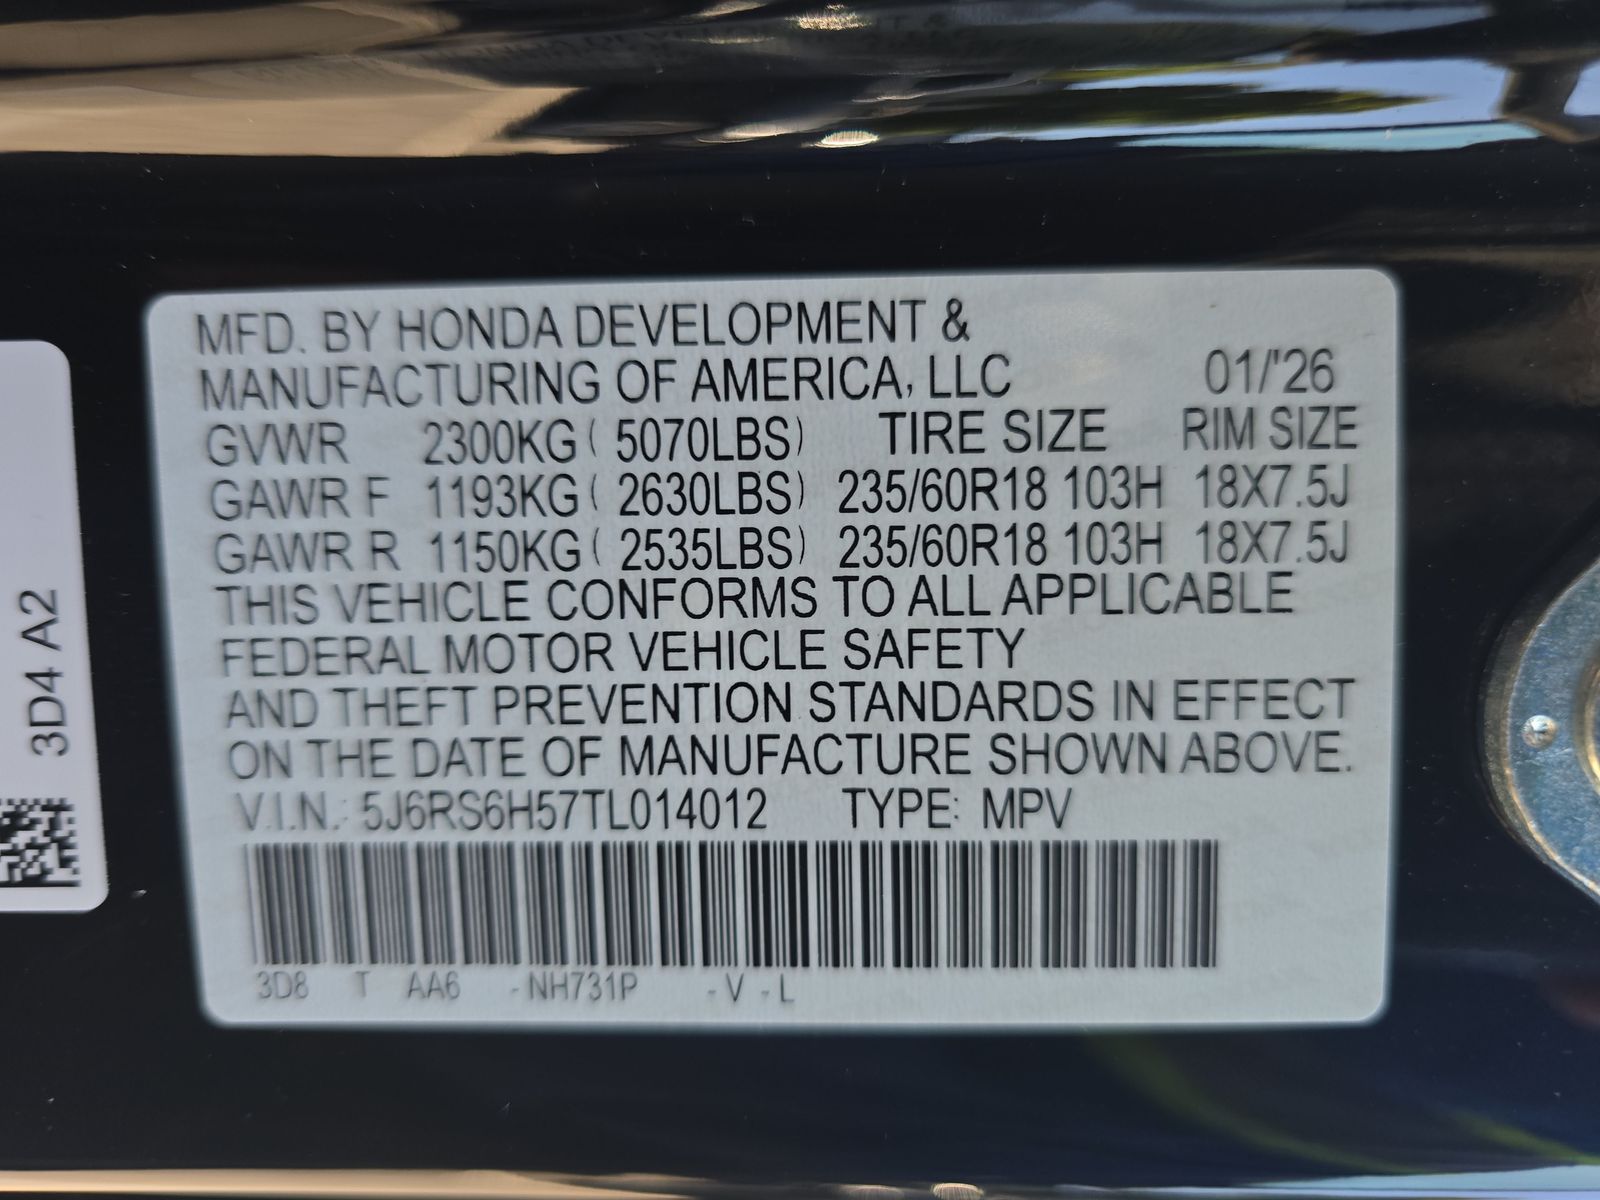 MFD. BY HONDA DEVELOPMENT &
MANUFACTURING OF AMERICA, LLC 01/'26
GVWR 2300KG ( 5070LBS) TIRE SIZE RIM SIZE
GAWR F 1193KG ( 2630LBS) 235/60R18 103H 18X7.5J
GAWR R 1150KG ( 2535LBS) 235/60R18 103H 18X7.5J
THIS VEHICLE CONFORMS TO ALL APPLICABLE
FEDERAL MOTOR VEHICLE SAFETY
AND THEFT PREVENTION STANDARDS IN EFFECT
ON THE DATE OF MANUFACTURE SHOWN ABOVE.
V.I.N.: 5J6RS6H57TL014012 TYPE: MPV
3D8 T AA6 -NH731P -V -L
3D4 A2